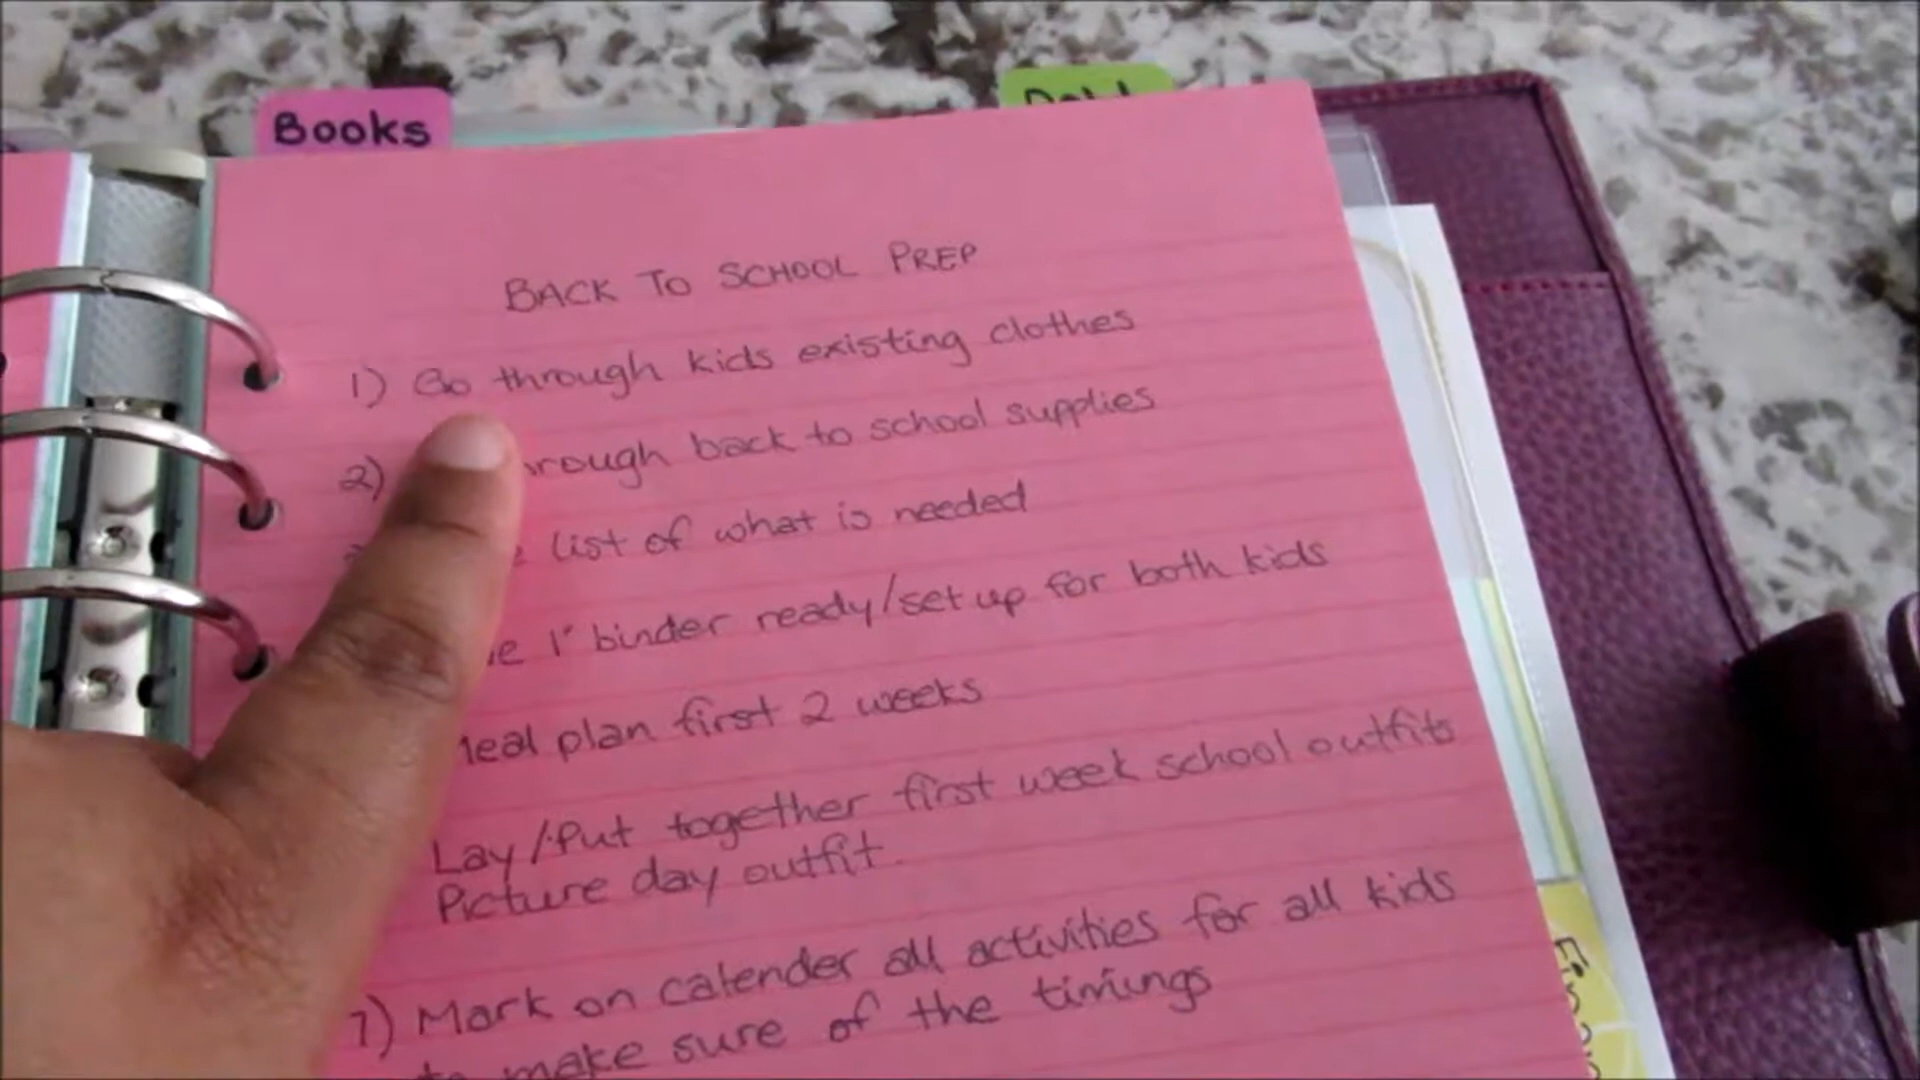 Books
BACK TO SCHOOL PREP
1) Go through kids existing clothes
2) back to school supplies
list of what is needed
1" binder ready/set up for both kids
plan first 2 weeks
Lay/Put together first week school outfits
Picture day outfit.
7) Mark on calender all activities for all kids
to make sure of the timings